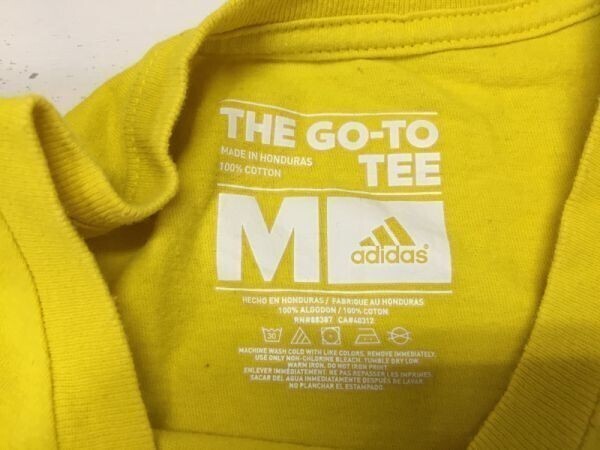 THE GO-TO
TEE
MADE IN HONDURAS
100% COTTON
M
adidas®
HECHO EN HONDURAS / FABRIQUE AU HONDURAS
100% ALGODON / 100% COTON
RN#88387 CA#40312
30
MACHINE WASH COLD WITH LIKE COLORS. REMOVE IMMEDIATELY.
USE ONLY NON-CHLORINE BLEACH. TUMBLE DRY LOW.
WARM IRON. DO NOT IRON PRINT
ENLEVER IMMÉDIATEMENT. NE PAS REPASSER LES IMPRIMÉS.
SACAR DEL AGUA IMMEDIATAMENTE DESPUÉS DE LAVAR.
NO PLANCHAR EL ESTAMPADO.